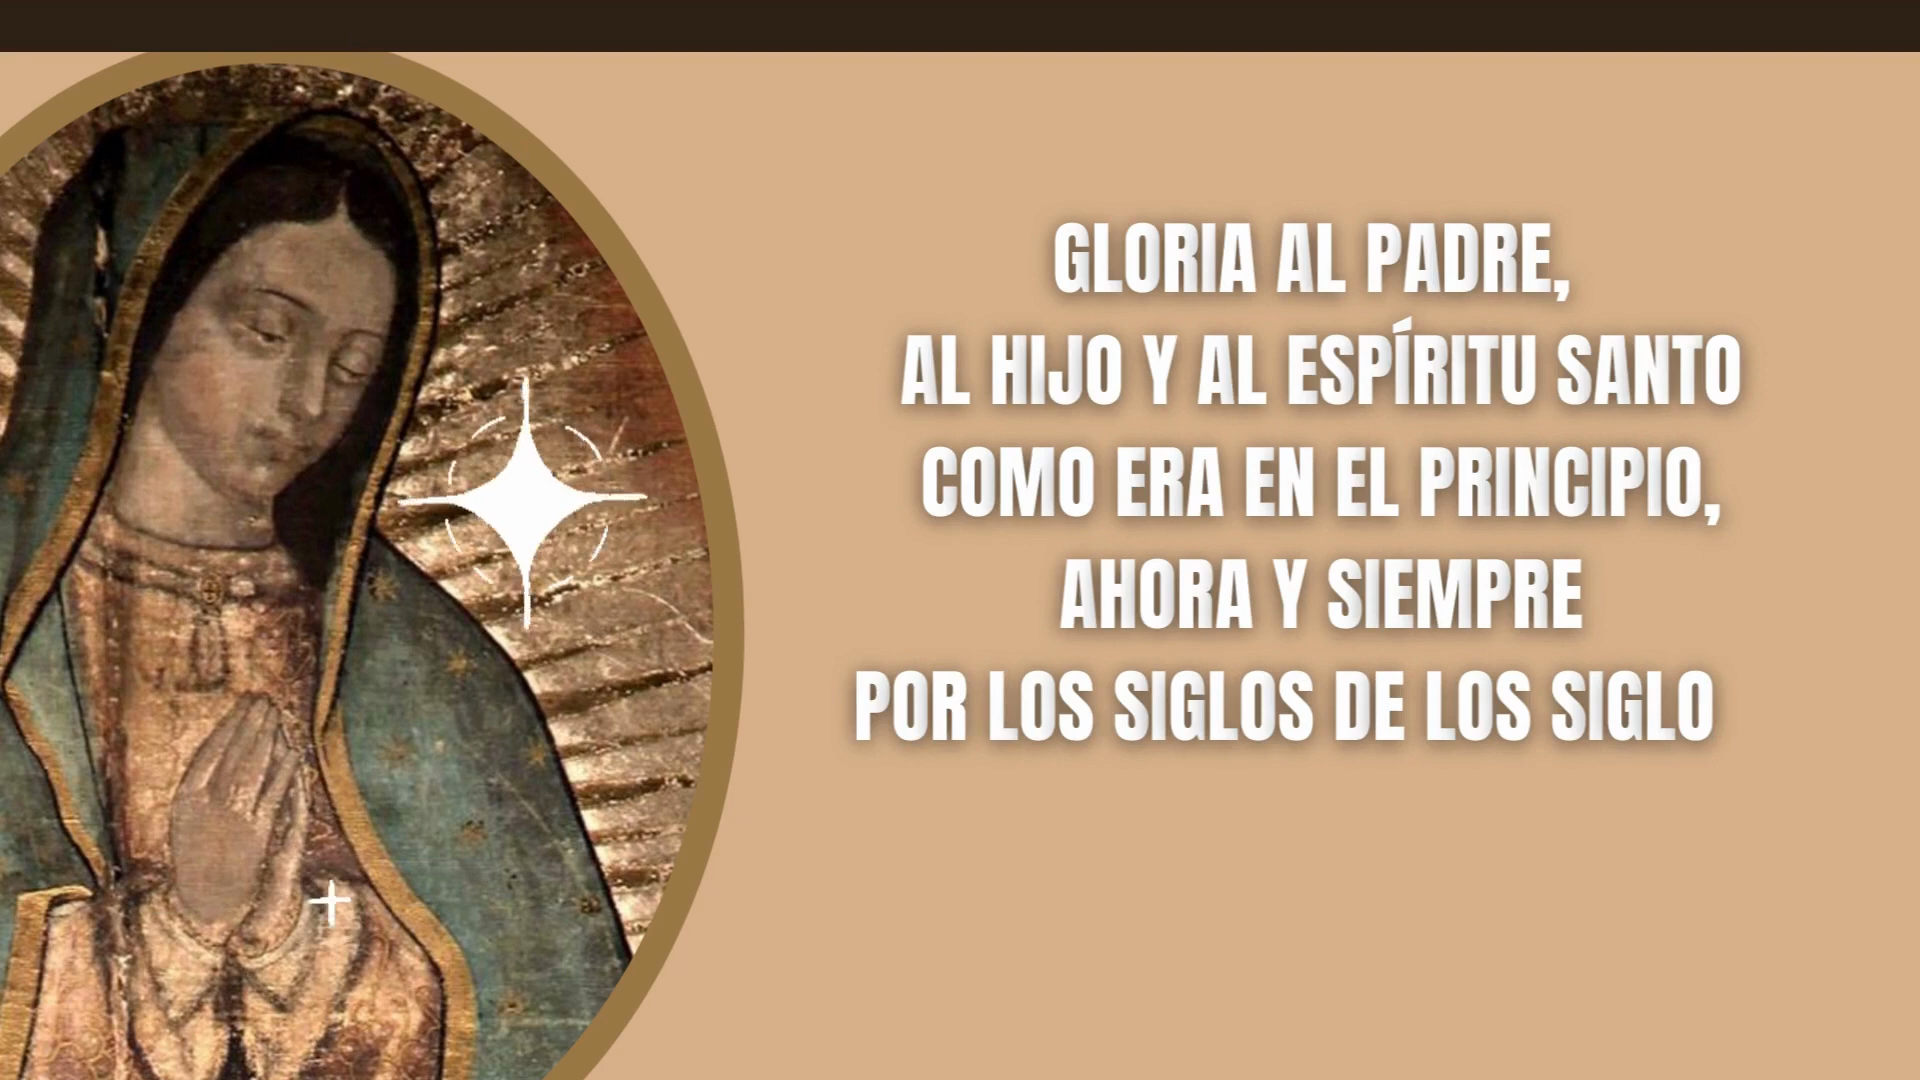 GLORIA AL PADRE,
AL HIJO Y AL ESPÍRITU SANTO
COMO ERA EN EL PRINCIPIO,
AHORA Y SIEMPRE
POR LOS SIGLOS DE LOS SIGLO